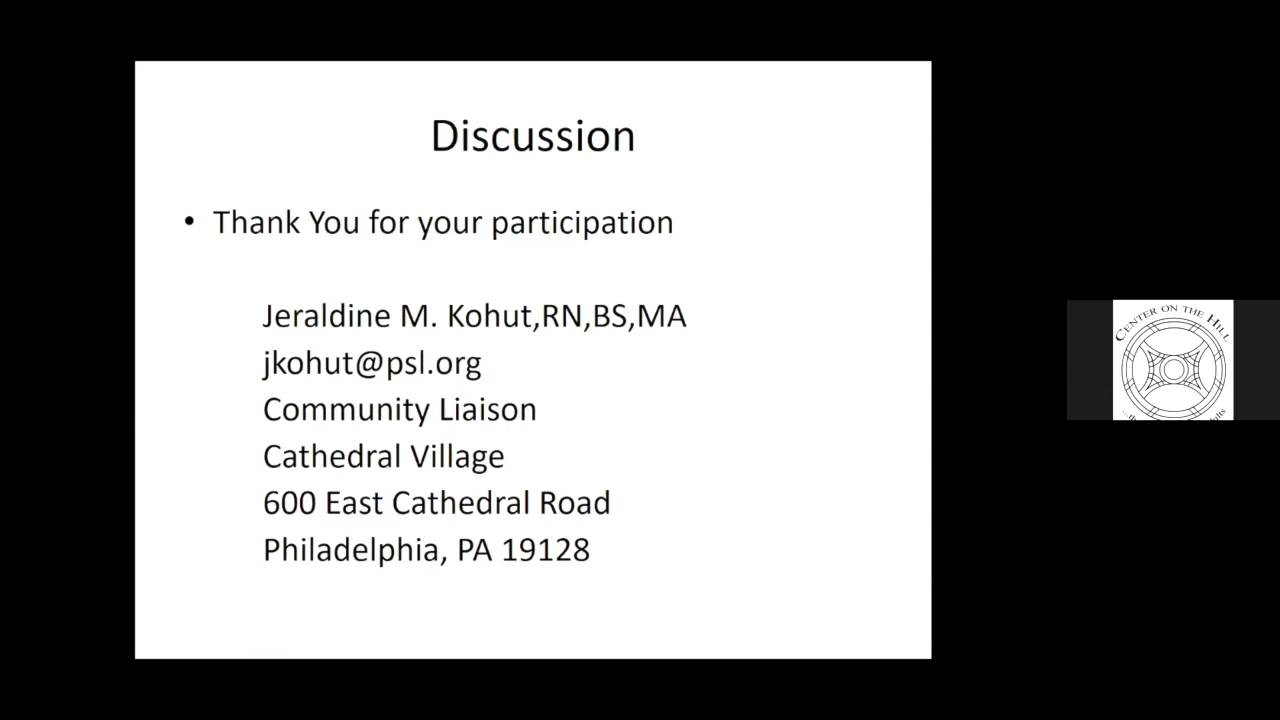 Discussion
• Thank You for your participation
Jeraldine M. Kohut,RN,BS,MA
jkohut@psl.org
Community Liaison
Cathedral Village
600 East Cathedral Road
Philadelphia, PA 19128
CENTER ON THE HILL